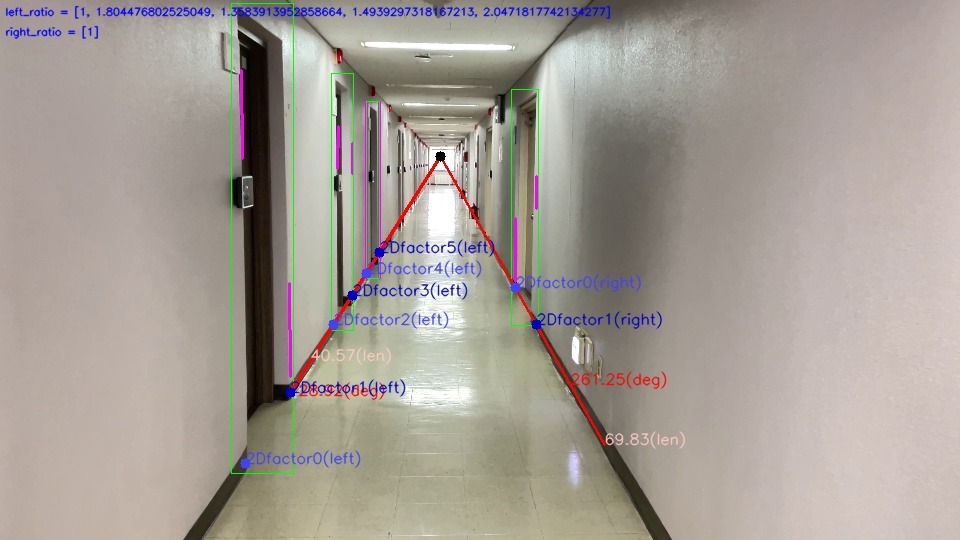 left_ratio = [1, 1.804476802525049, 1.3583913952858664, 1.4939297318167213, 2.0471817742134277]
right_ratio = [1]
2Dfactor5(left)
2Dfactor4(left)
2Dfactor0(right)
2Dfactor3(left)
2Dfactor2(left)
2Dfactor1(right)
40.57(len)
261.25(deg)
2Dfactor1(left)
69.83(len)
2Dfactor0(left)